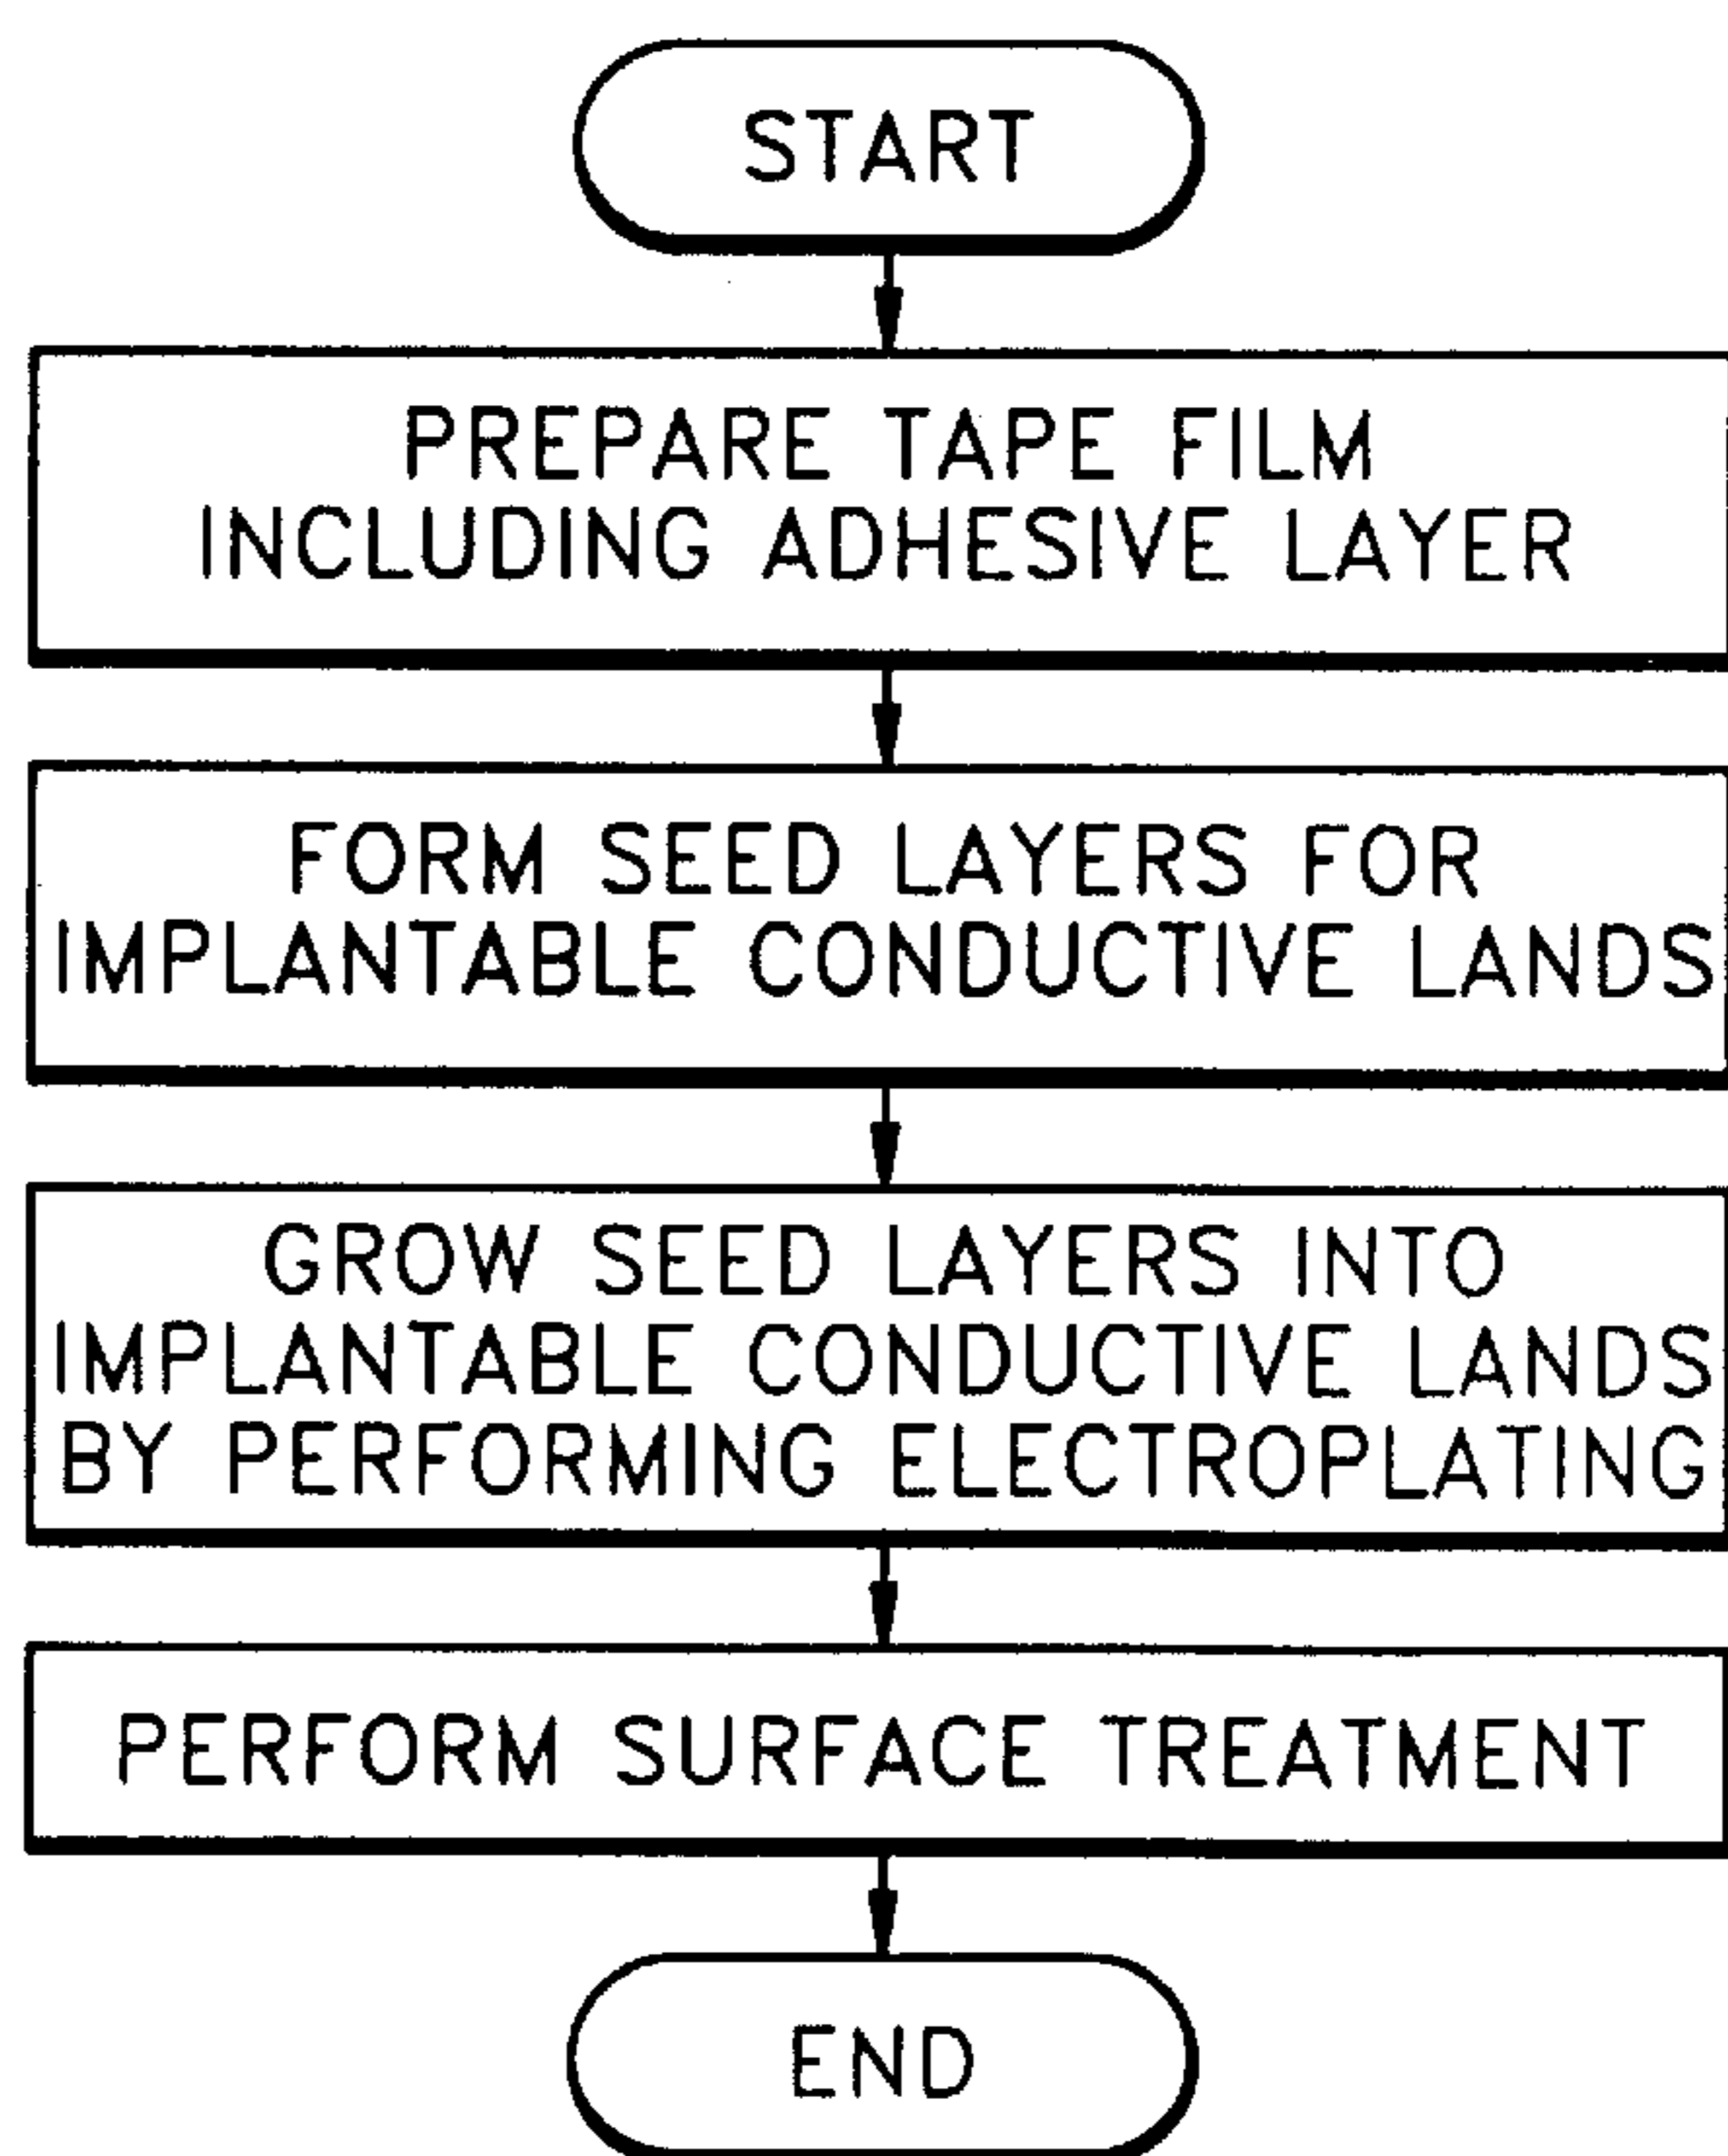 START
PREPARE TAPE FILM
INCLUDING ADHESIVE LAYER
FORM SEED LAYERS FOR
IMPLANTABLE CONDUCTIVE LANDS
GROW SEED LAYERS INTO
IMPLANTABLE CONDUCTIVE LANDS
BY PERFORMING ELECTROPLATING
PERFORM SURFACE TREATMENT
END